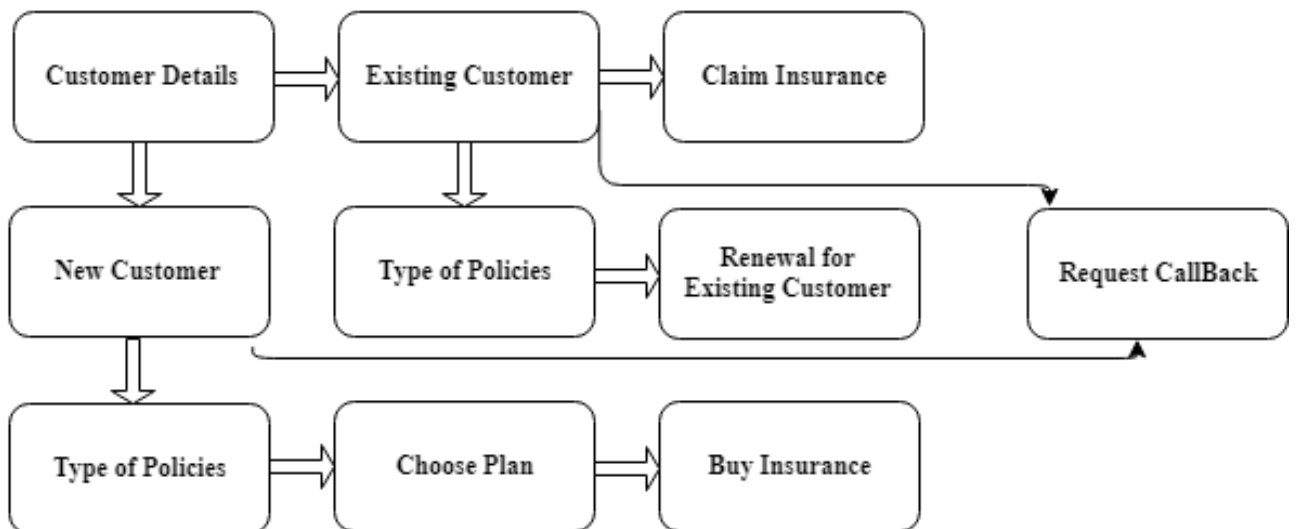 Customer Details
Existing Customer
Claim Insurance
New Customer
Type of Policies
Renewal for
Existing Customer
Request CallBack
Type of Policies
Choose Plan
Buy Insurance